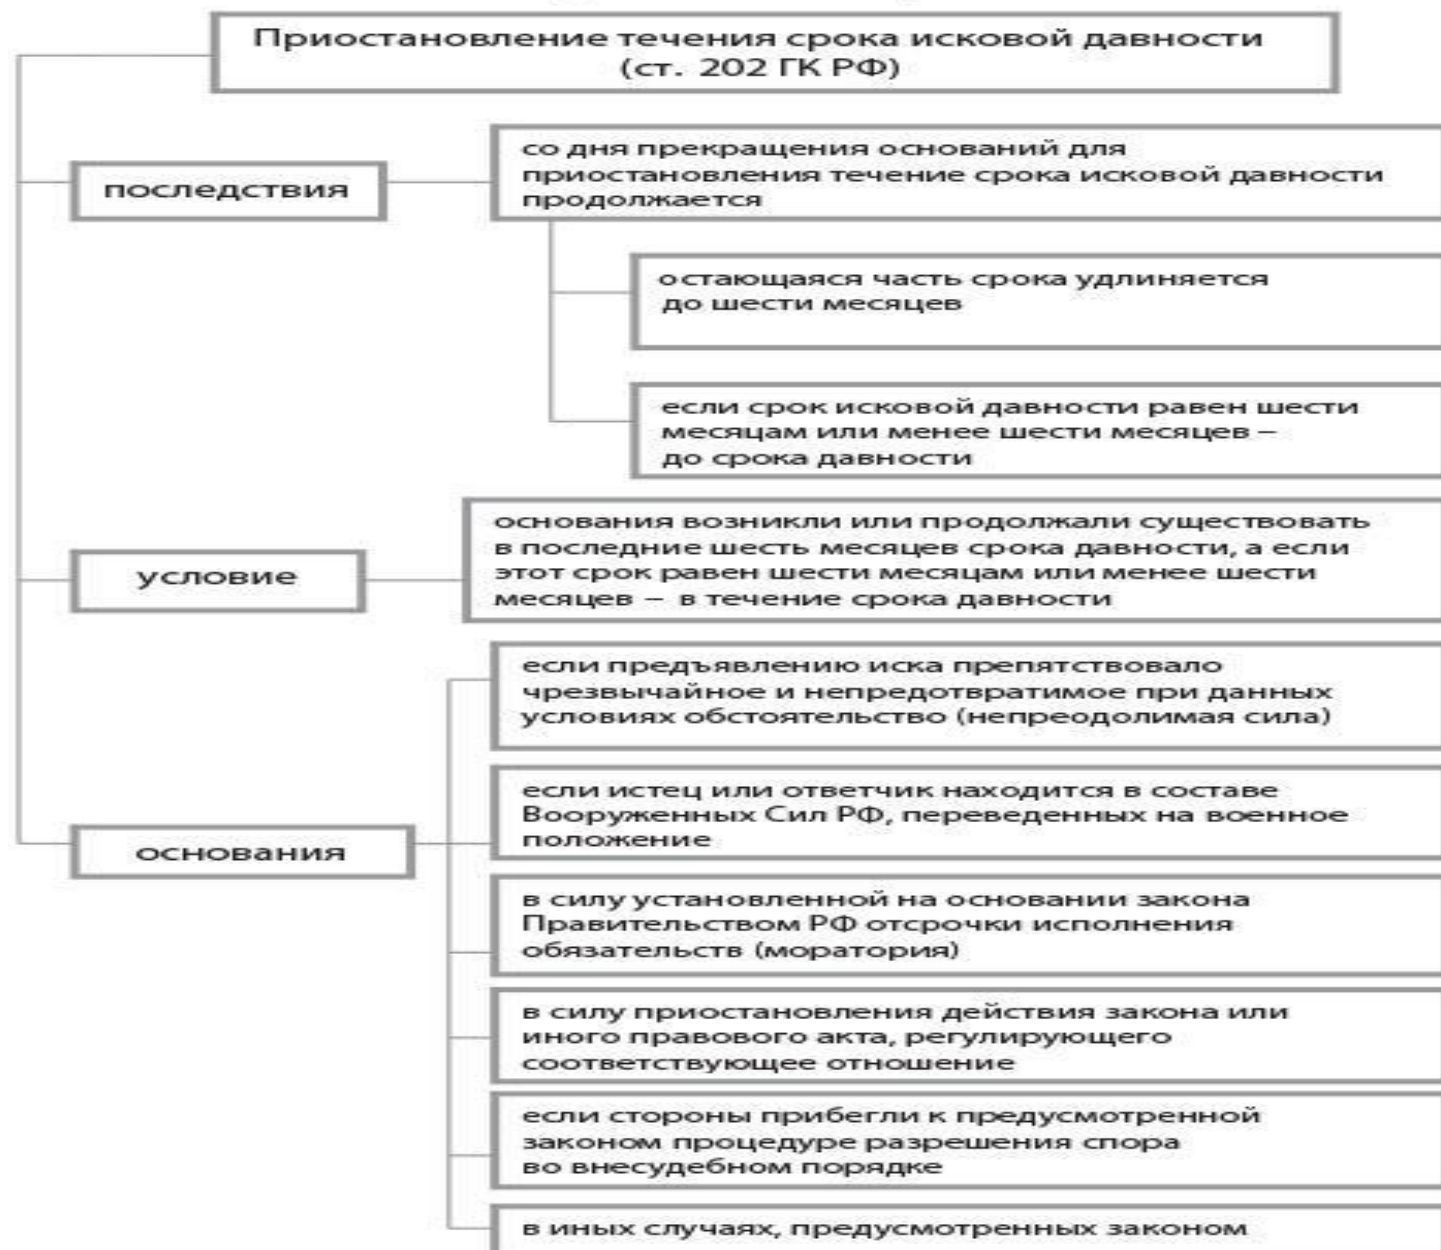 Приостановление течения срока исковой давности
(ст. 202 ГК РФ)
последствия
со дня прекращения оснований для
приостановления течение срока исковой давности
продолжается
остающаяся часть срока удлиняется
до шести месяцев
если срок исковой давности равен шести
месяцам или менее шести месяцев –
до срока давности
условие
основания возникли или продолжали существовать
в последние шесть месяцев срока давности, а если
этот срок равен шести месяцам или менее шести
месяцев – в течение срока давности
основания
если предъявлению иска препятствовало
чрезвычайное и непредотвратимое при данных
условиях обстоятельство (непреодолимая сила)
если истец или ответчик находится в составе
Вооруженных Сил РФ, переведенных на военное
положение
в силу установленной на основании закона
Правительством РФ отсрочки исполнения
обязательств (моратория)
в силу приостановления действия закона или
иного правового акта, регулирующего
соответствующее отношение
если стороны прибегли к предусмотренной
законом процедуре разрешения спора
во внесудебном порядке
в иных случаях, предусмотренных законом